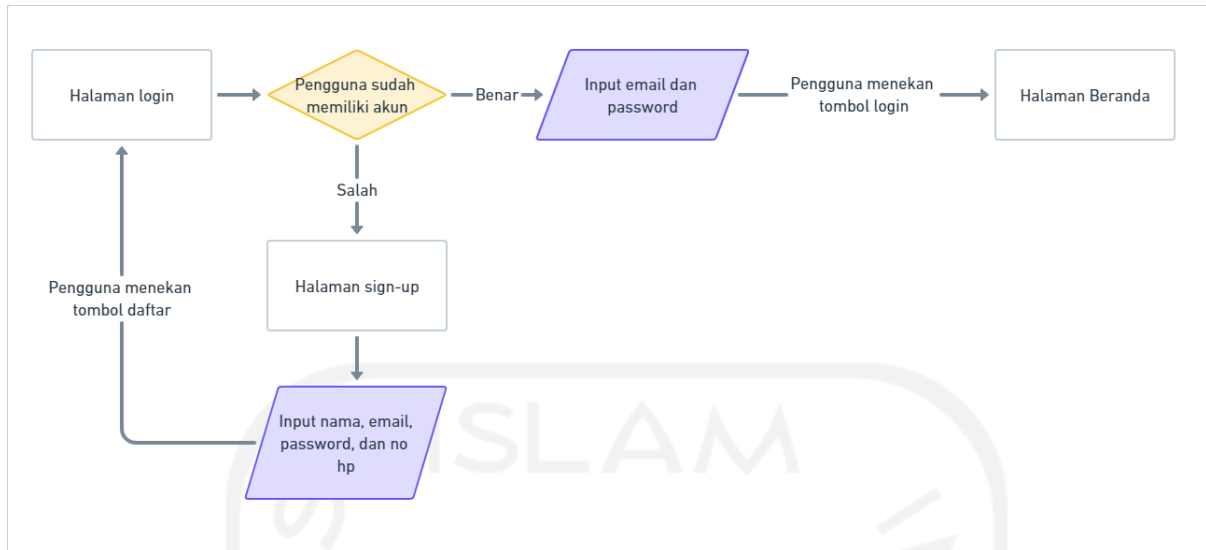 Halaman login
Pengguna sudah
memiliki akun
Benar
Input email dan
password
Pengguna menekan
tombol login
Halaman Beranda
Salah
Halaman sign-up
Pengguna menekan
tombol daftar
Input nama, email,
password, dan no
hp
ISLAM